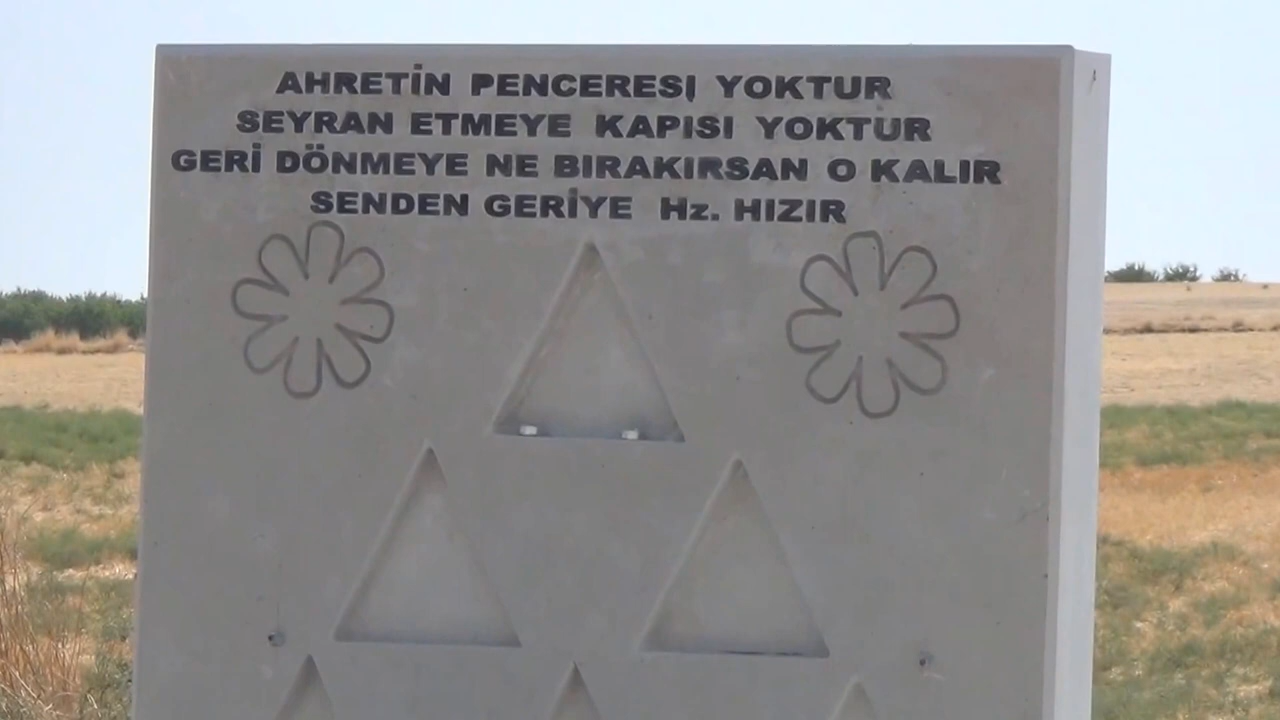 AHRETİN PENCERESİ YOKTUR
SEYRAN ETMEYE KAPISI YOKTUR
GERİ DÖNMEYE NE BIRAKIRSAN O KALIR
SENDEN GERİYE Hz. HIZIR